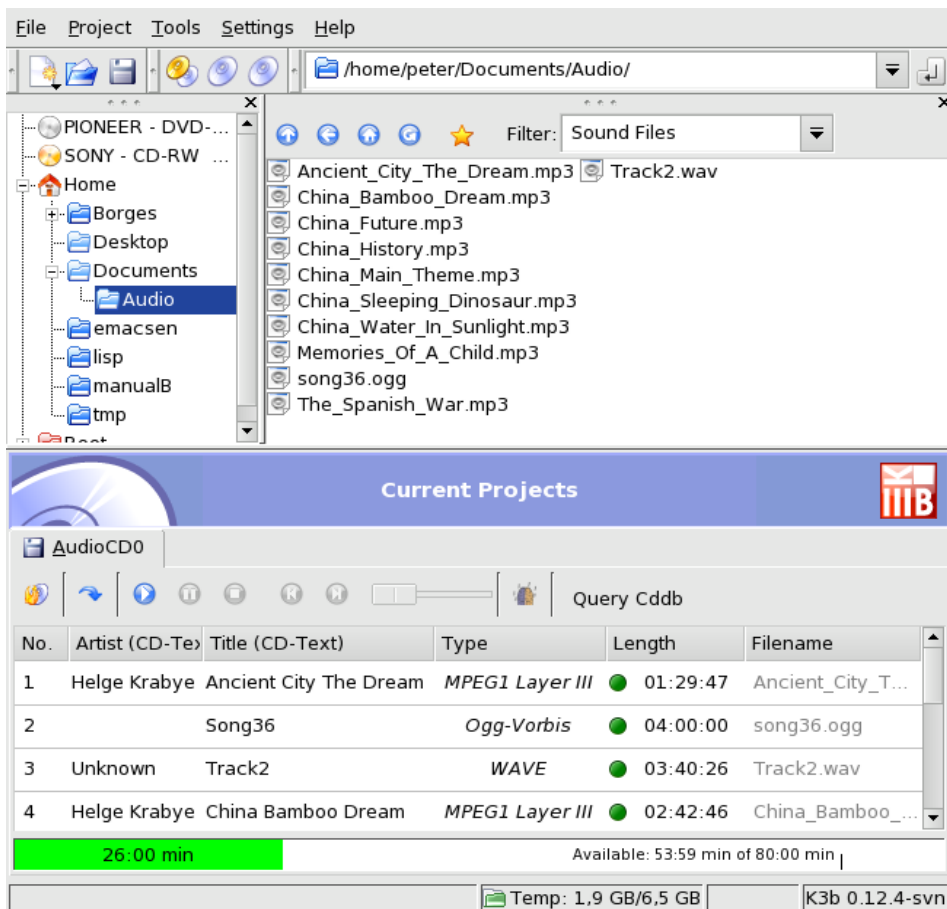 File Project Tools Settings Help
/home/peter/Documents/Audio/
PIONEER - DVD-...
SONY - CD-RW ...
Home
Borges
Desktop
Documents
Audio
emacsen
lisp
manualB
tmp
Root
Filter: Sound Files
Ancient_City_The_Dream.mp3 Track2.wav
China_Bamboo_Dream.mp3
China_Future.mp3
China_History.mp3
China_Main_Theme.mp3
China_Sleeping_Dinosaur.mp3
China_Water_In_Sunlight.mp3
Memories_Of_A_Child.mp3
song36.ogg
The_Spanish_War.mp3
Current Projects
K
B
AudioCD0
Query Cddb
No. Artist (CD-Tex Title (CD-Text) Type Length Filename
1 Helge Krabye Ancient City The Dream MPEG1 Layer III 01:29:47 Ancient_City_T...
2 Song36 Ogg-Vorbis 04:00:00 song36.ogg
3 Unknown Track2 WAVE 03:40:26 Track2.wav
4 Helge Krabye China Bamboo Dream MPEG1 Layer III 02:42:46 China_Bamboo_...
26:00 min Available: 53:59 min of 80:00 min
Temp: 1,9 GB/6,5 GB K3b 0.12.4-svn